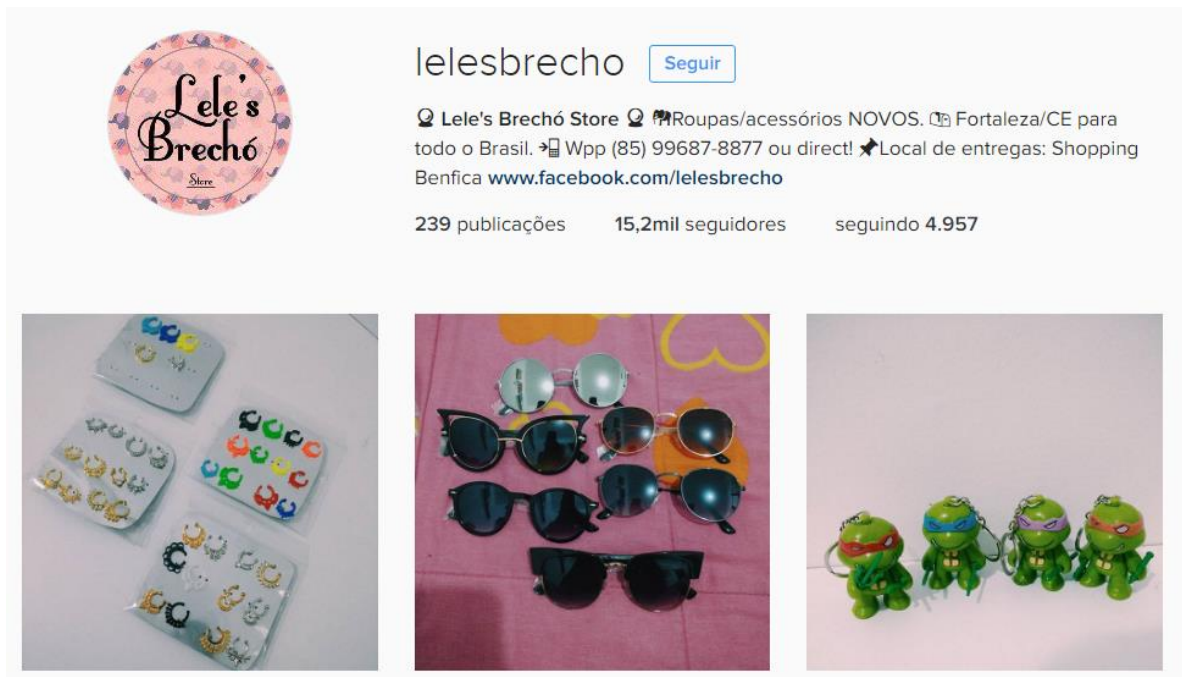 Lele's
Brechó
Store
lelesbrecho Seguir
Lele's Brechó Store Roupas/acessórios NOVOS. Fortaleza/CE para
todo o Brasil. Wpp (85) 99687-8877 ou direct! Local de entregas: Shopping
Benfica www.facebook.com/lelesbrecho
239 publicações 15,2mil seguidores seguindo 4.957